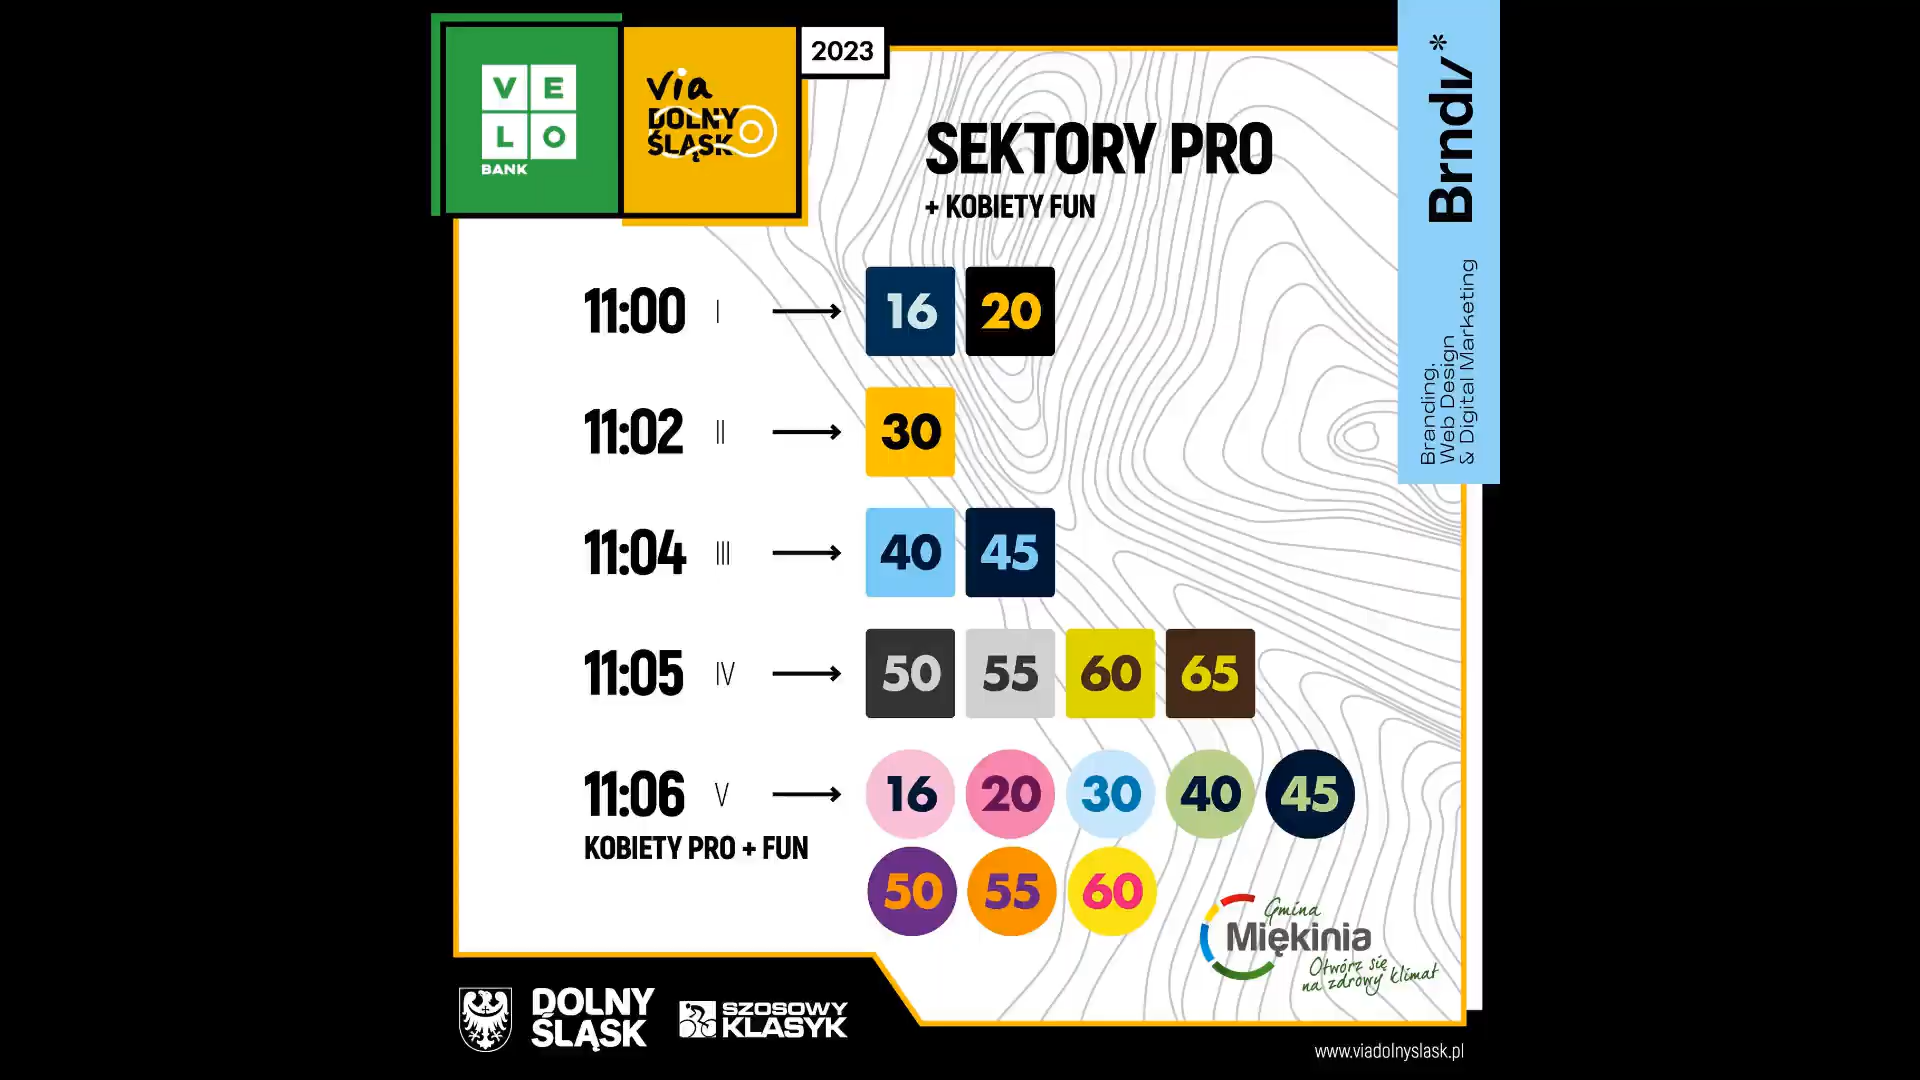 VE
LO
BANK
via
DOLNY
ŚLĄSK
2023
SEKTORY PRO
+ KOBIETY FUN
Brndv*
Branding,
Web Design
& Digital Marketing
11:00 I 16 20
11:02 II 30
11:04 III 40 45
11:05 IV 50 55 60 65
11:06 V 16 20 30 40 45
KOBIETY PRO + FUN
50 55 60
Gmina
Miękinia
Otwórz się
na zdrowy klimat
DOLNY
ŚLĄSK
SZOSOWY
KLASYK
www.viadolnyslask.pl